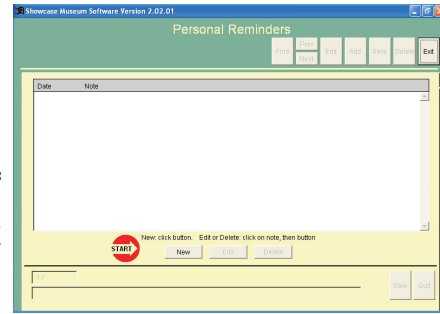 Showcase Museum Software Version 2.02.01
Personal Reminders
Find Prev Next Edit Add Save Delete Exit
Date Note
New: click button. Edit or Delete: click on note, then button
START New Edit Delete
/ /
Save Quit